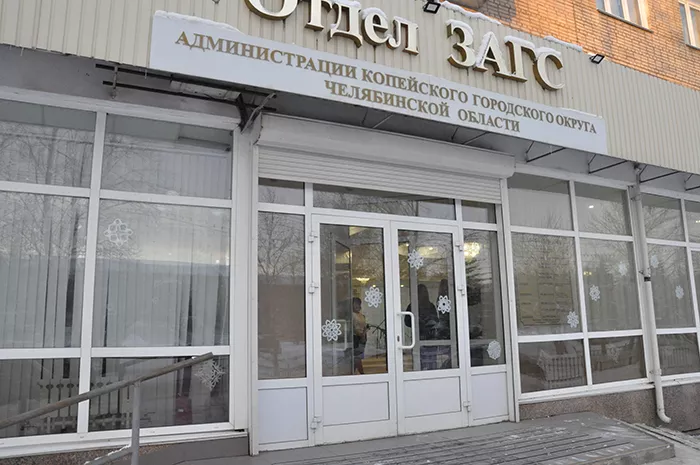 Отдел ЗАГС
АДМИНИСТРАЦИИ КОПЕЙСКОГО ГОРОДСКОГО ОКРУГА
ЧЕЛЯБИНСКОЙ ОБЛАСТИ